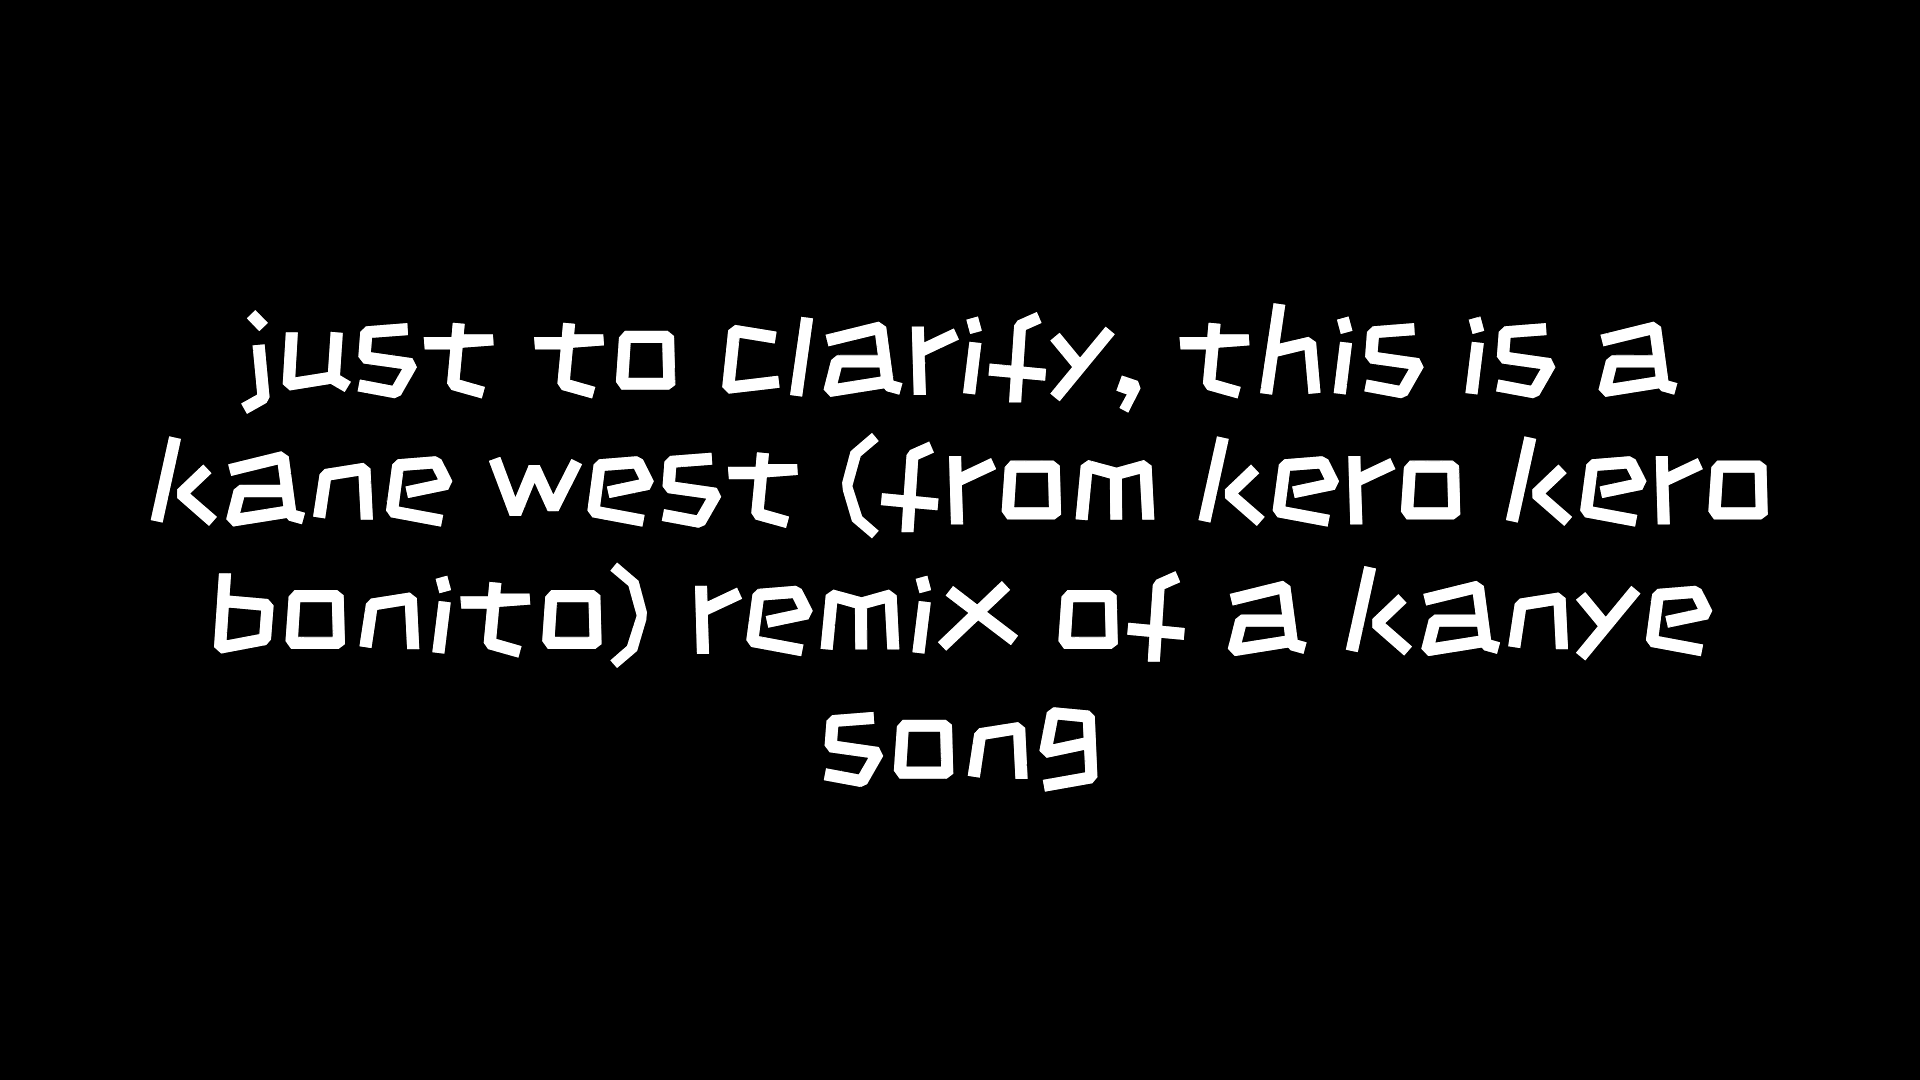 just to clarify, this is a
kane west (from kero kero
bonito) remix of a kanye
song